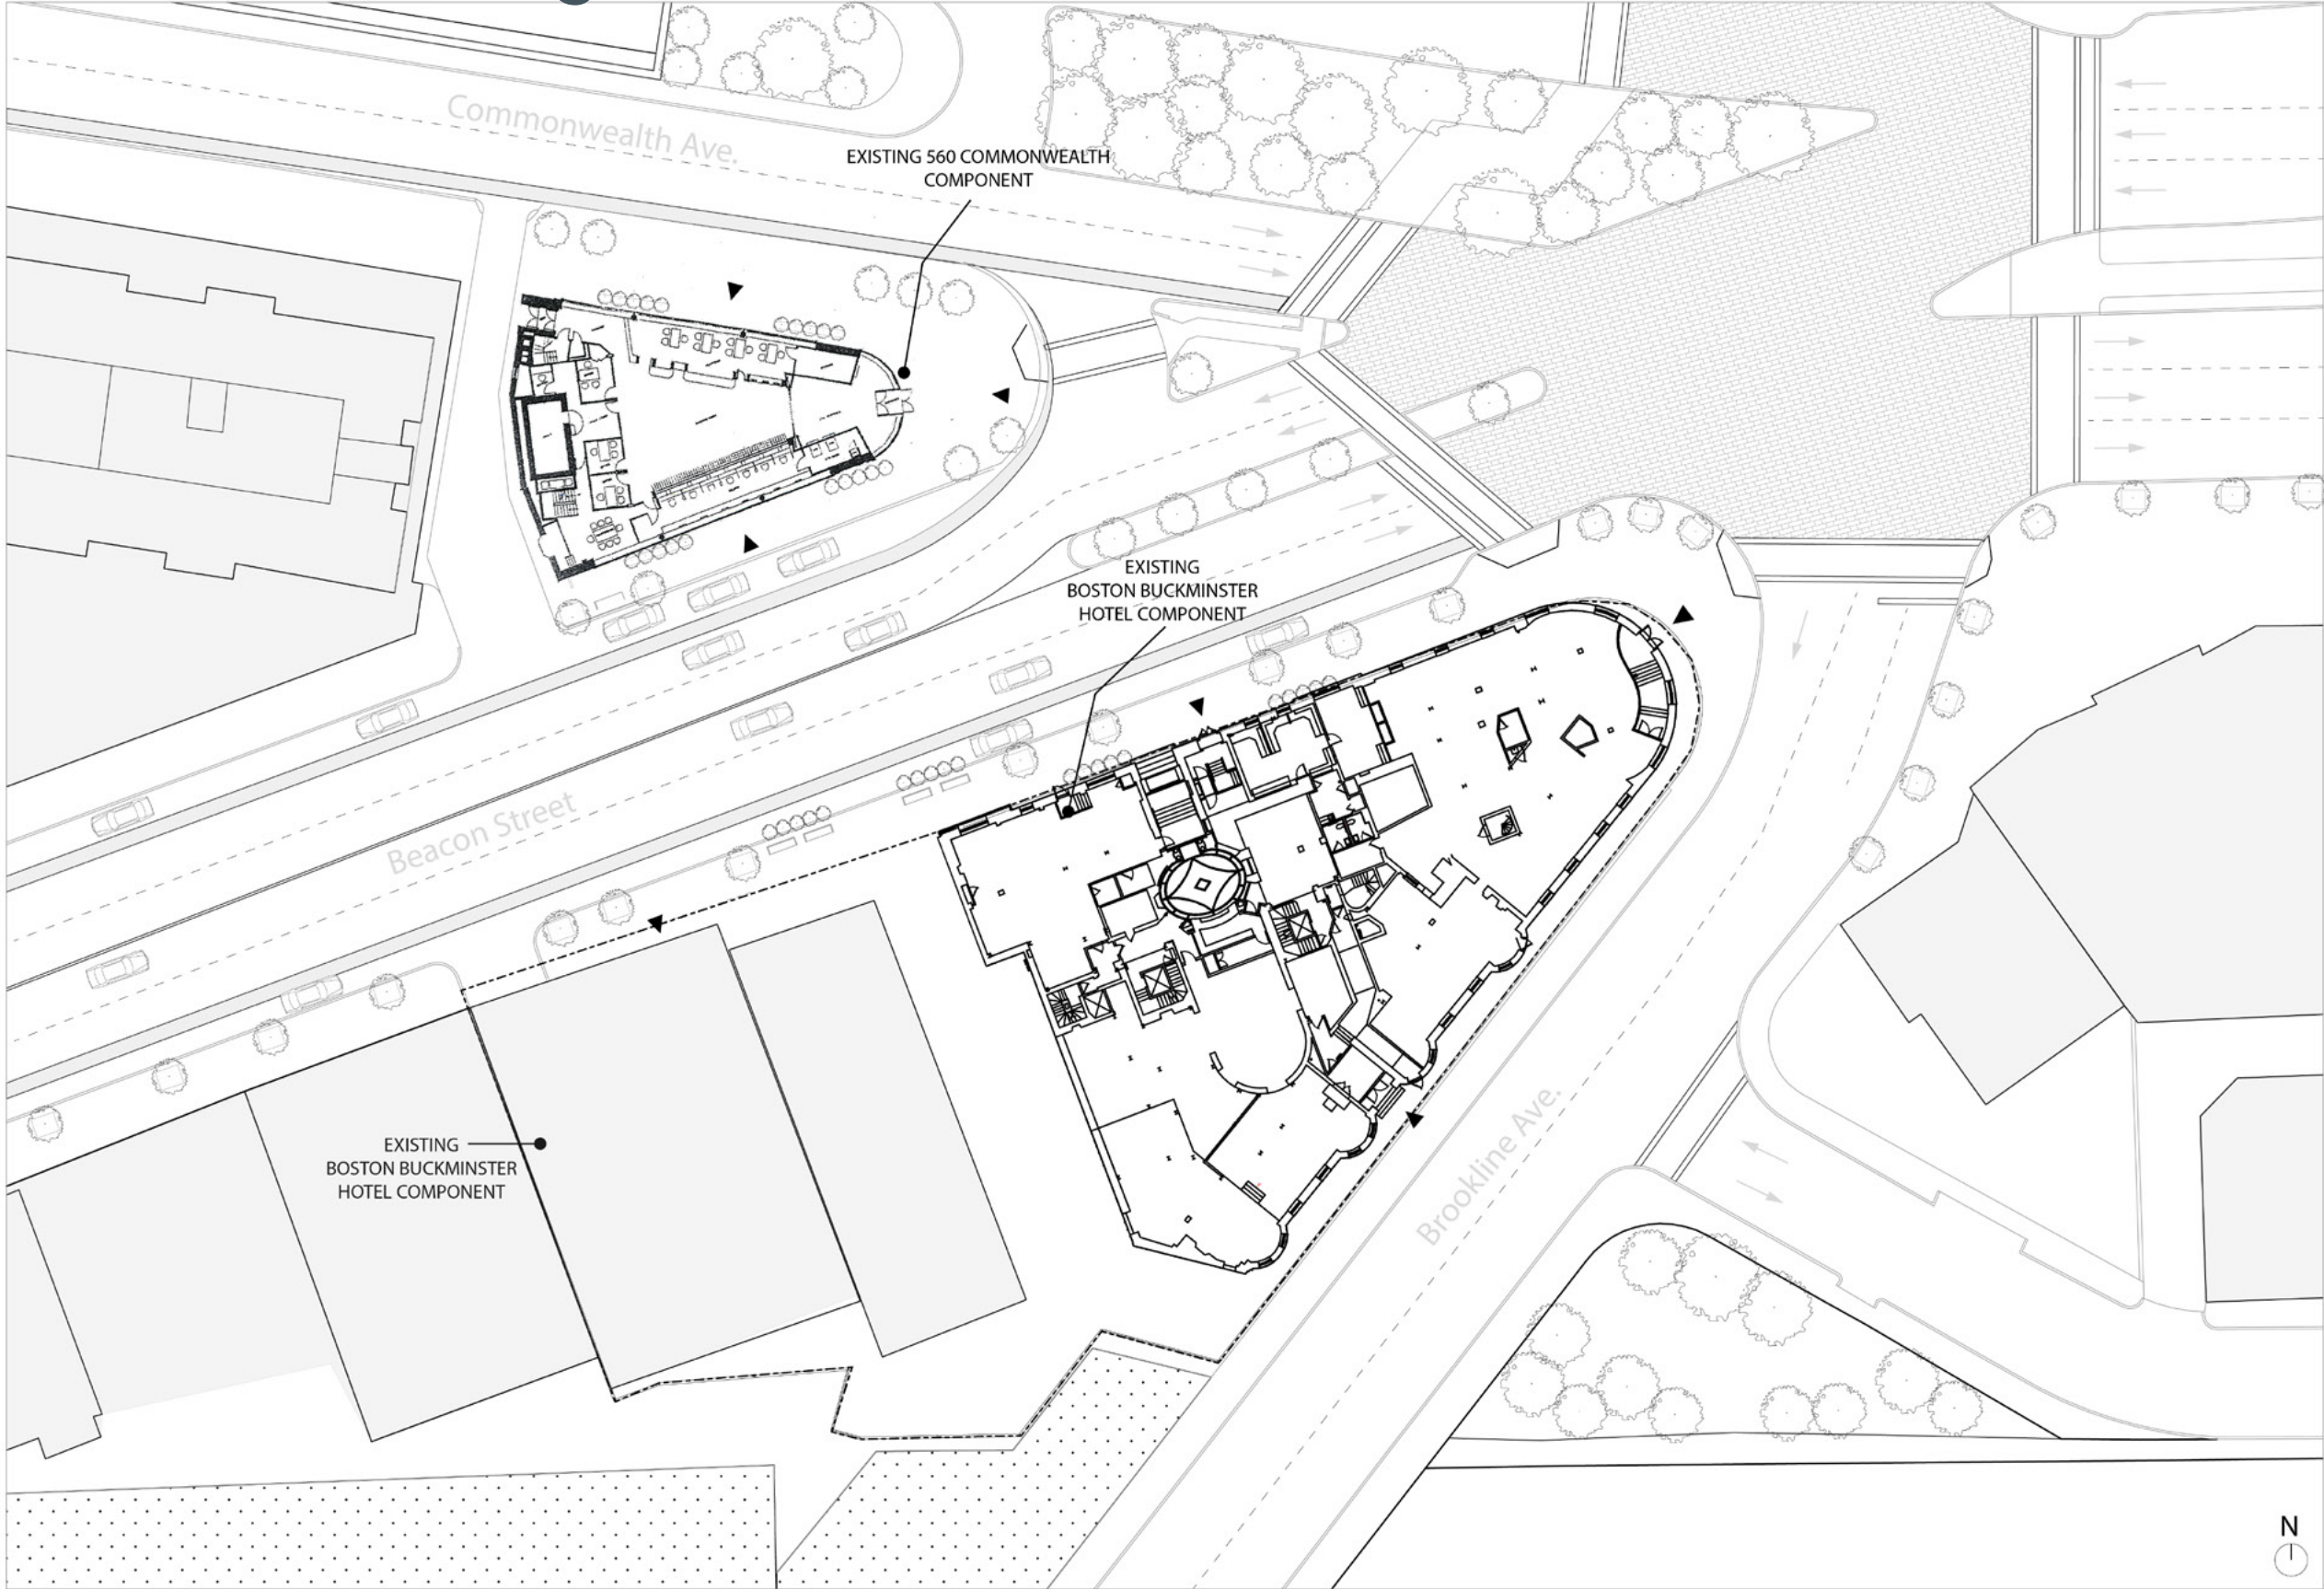 Commonwealth Ave.
EXISTING 560 COMMONWEALTH
COMPONENT
EXISTING
BOSTON BUCKMINSTER
HOTEL COMPONENT
Beacon Street
EXISTING
BOSTON BUCKMINSTER
HOTEL COMPONENT
Brookline Ave.
N